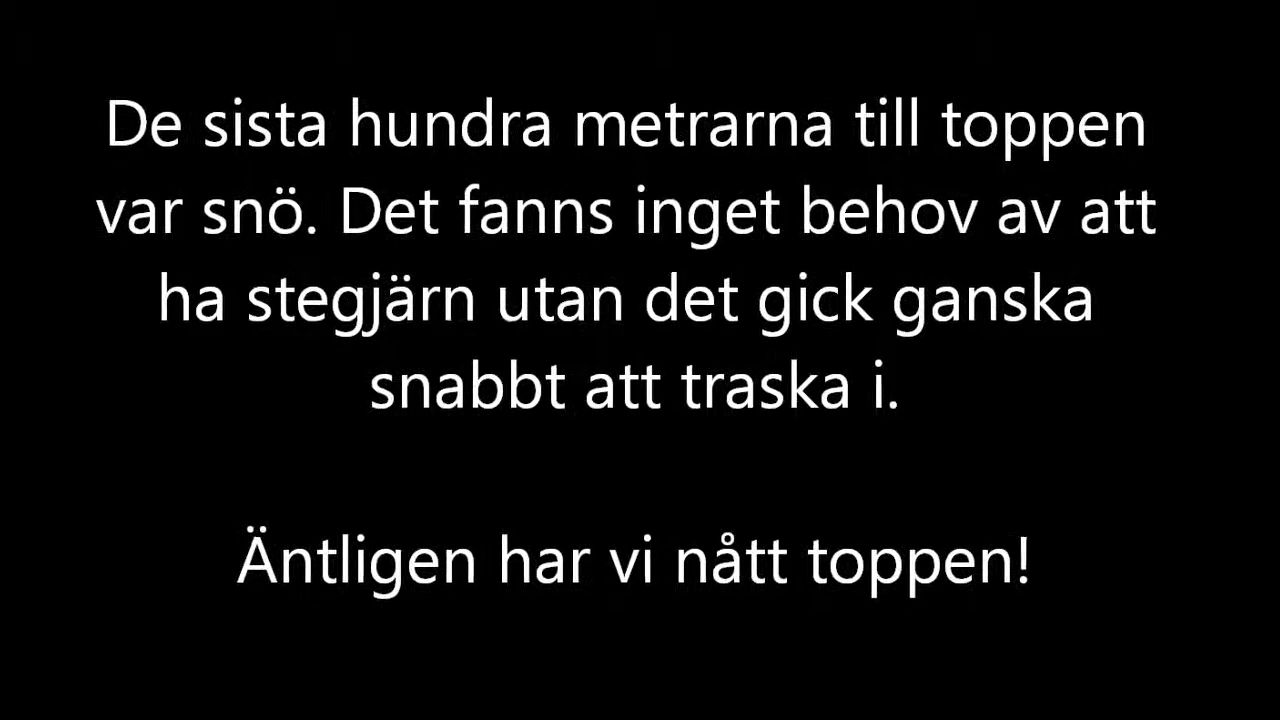 De sista hundra metrarna till toppen
var snö. Det fanns inget behov av att
ha stegjärn utan det gick ganska
snabbt att traska i.
Äntligen har vi nått toppen!